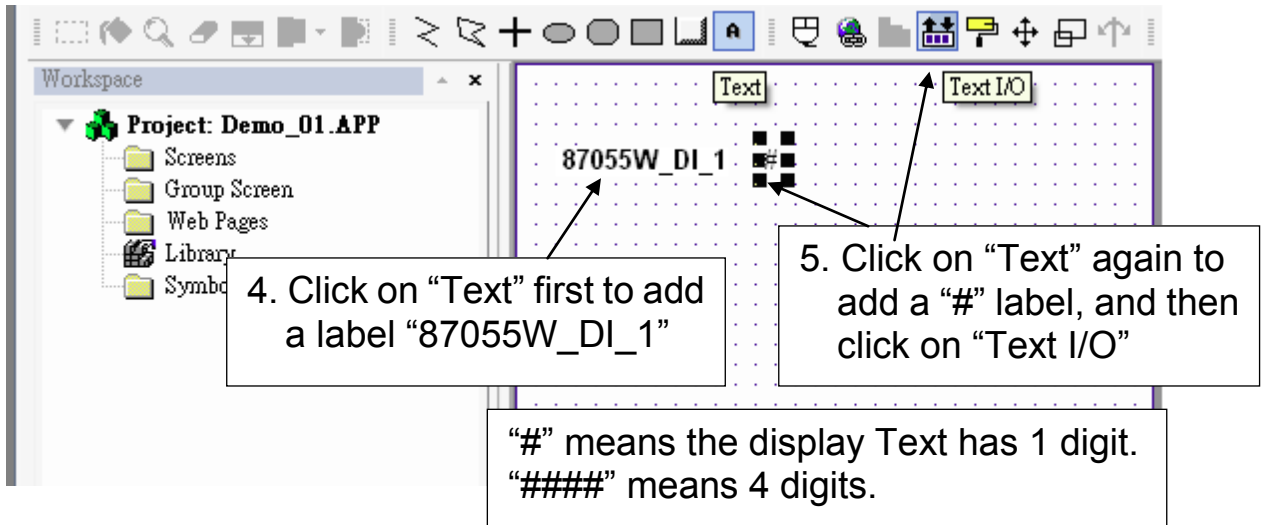 A
Workspace
Text
Text I/O
Project: Demo_01.APP
Screens
Group Screen
Web Pages
Library
Symbo
87055W_DI_1
#
4. Click on “Text” first to add
a label “87055W_DI_1”
5. Click on “Text” again to
add a “#” label, and then
click on “Text I/O”
“#” means the display Text has 1 digit.
“####” means 4 digits.